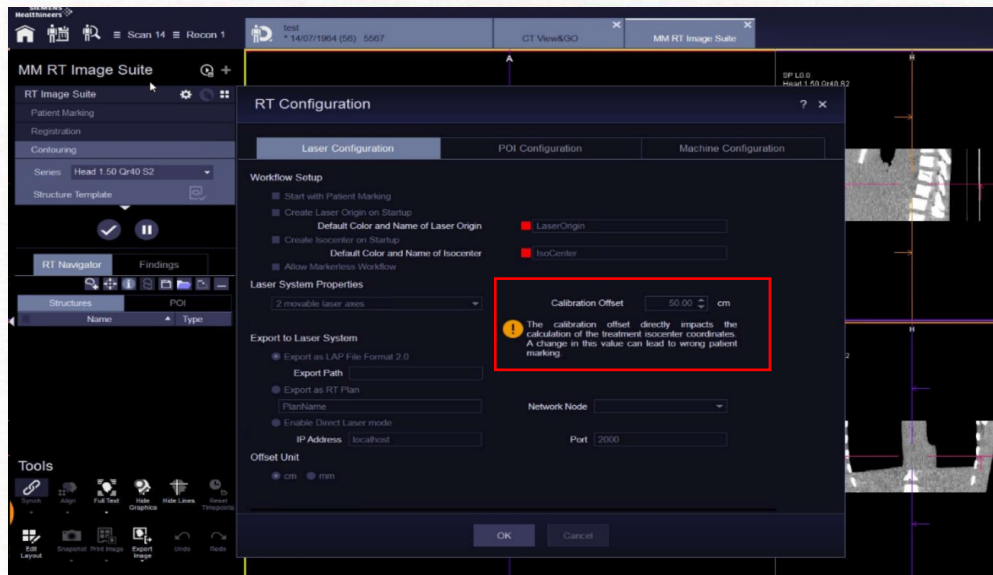 SIEMENS
Healthineers
Scan 14 Recon 1
test
* 14/07/1964 (56) 5567
CT View&GO
MM RT Image Suite
MM RT Image Suite
RT Image Suite
Patient Marking
Registration
Contouring
Series Head 1.50 Qr40 S2
Structure Template
RT Navigator Findings
Structures POI
Name Type
A
SP L0.0
Head 1.50 Qr40 S2
H
RT Configuration
Laser Configuration POI Configuration Machine Configuration
Workflow Setup
Start with Patient Marking
Create Laser Origin on Startup
Default Color and Name of Laser Origin LaserOrigin
Create Isocenter on Startup
Default Color and Name of Isocenter IsoCenter
Allow Markerless Workflow
Laser System Properties
2 movable laser axes
Calibration Offset 50.00 cm
The calibration offset directly impacts the
calculation of the treatment isocenter coordinates.
A change in this value can lead to wrong patient
marking.
Export to Laser System
Export as LAP File Format 2.0
Export Path
Export as RT Plan
PlanName Network Node
Enable Direct Laser mode
IP Address localhost Port 2000
Offset Unit
cm mm
OK Cancel
H
2
Tools
Synch Align Full Text Hide Graphics Hide Lines Reset Timepoints
Edit Layout Snapshot Print Image Export Image Undo Redo